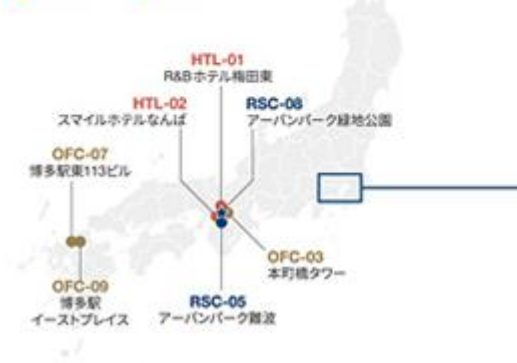 HTL-01
R&Bホテル梅田東
HTL-02
スマイルホテルなんば
RSC-08
アーバンパーク緑地公園
OFC-07
博多駅東113ビル
OFC-03
本町橋タワー
OFC-09
博多駅
イーストプレイス
RSC-05
アーバンパーク難波